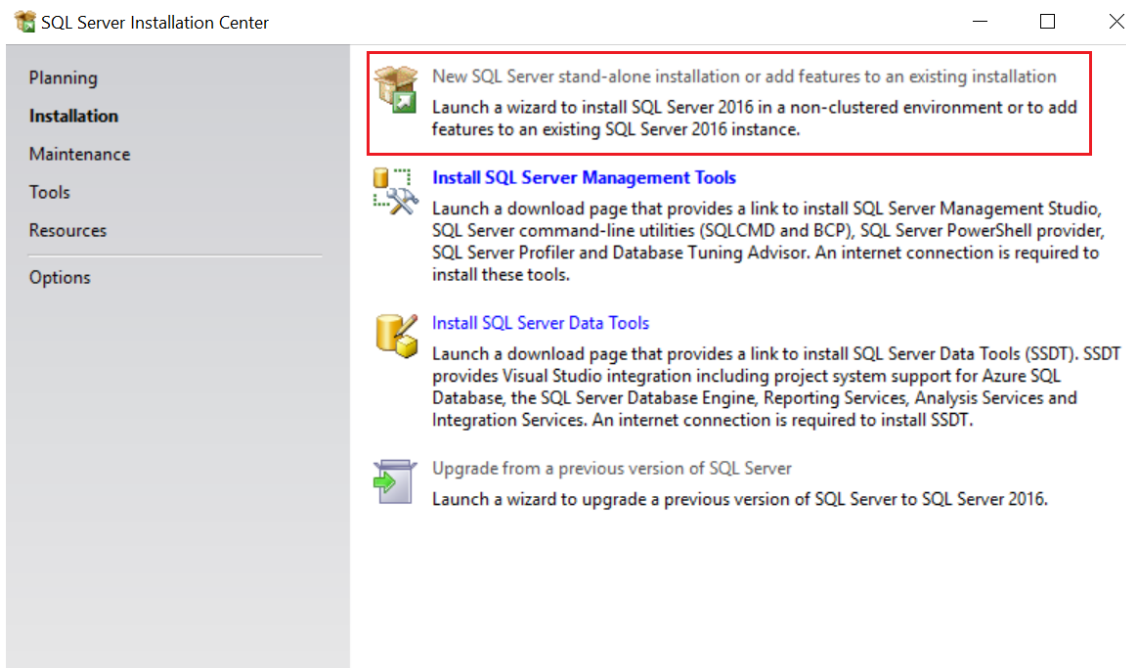 SQL Server Installation Center
Planning
Installation
Maintenance
Tools
Resources
Options
New SQL Server stand-alone installation or add features to an existing installation
Launch a wizard to install SQL Server 2016 in a non-clustered environment or to add
features to an existing SQL Server 2016 instance.
Install SQL Server Management Tools
Launch a download page that provides a link to install SQL Server Management Studio,
SQL Server command-line utilities (SQLCMD and BCP), SQL Server PowerShell provider,
SQL Server Profiler and Database Tuning Advisor. An internet connection is required to
install these tools.
Install SQL Server Data Tools
Launch a download page that provides a link to install SQL Server Data Tools (SSDT). SSDT
provides Visual Studio integration including project system support for Azure SQL
Database, the SQL Server Database Engine, Reporting Services, Analysis Services and
Integration Services. An internet connection is required to install SSDT.
Upgrade from a previous version of SQL Server
Launch a wizard to upgrade a previous version of SQL Server to SQL Server 2016.